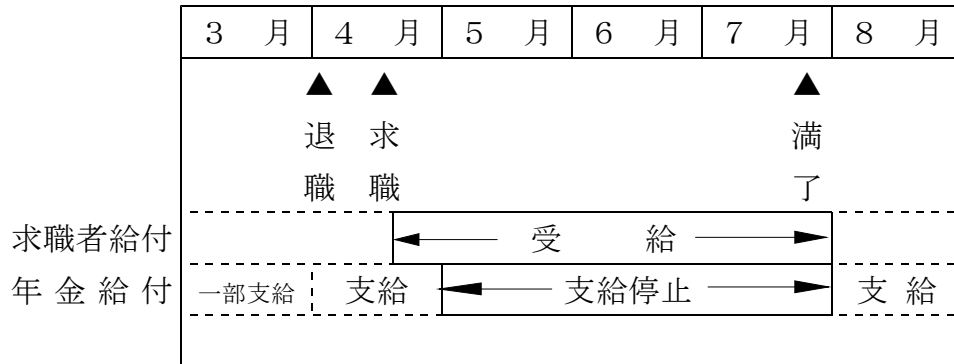 ３月 ４月 ５月 ６月 ７月 ８月
▲ ▲ ▲
退職 求職 満了
求職者給付 受給
年金給付 一部支給 支給 支給停止 支給